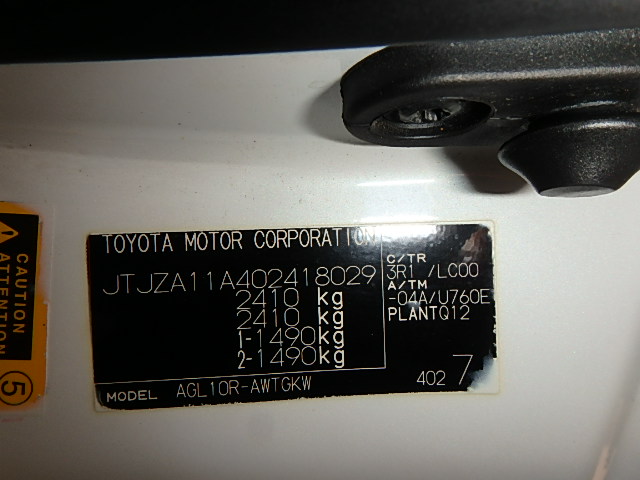 CAUTION
ATTENTION
5
TOYOTA MOTOR CORPORATION
JTJZA11A402418029
2410 kg
2410 kg
1-1490kg
2-1490kg
C/TR
3R1 /LC00
A/TM
-04A/U760E
PLANTQ12
MODEL AGL10R-AWTGKW
402 7